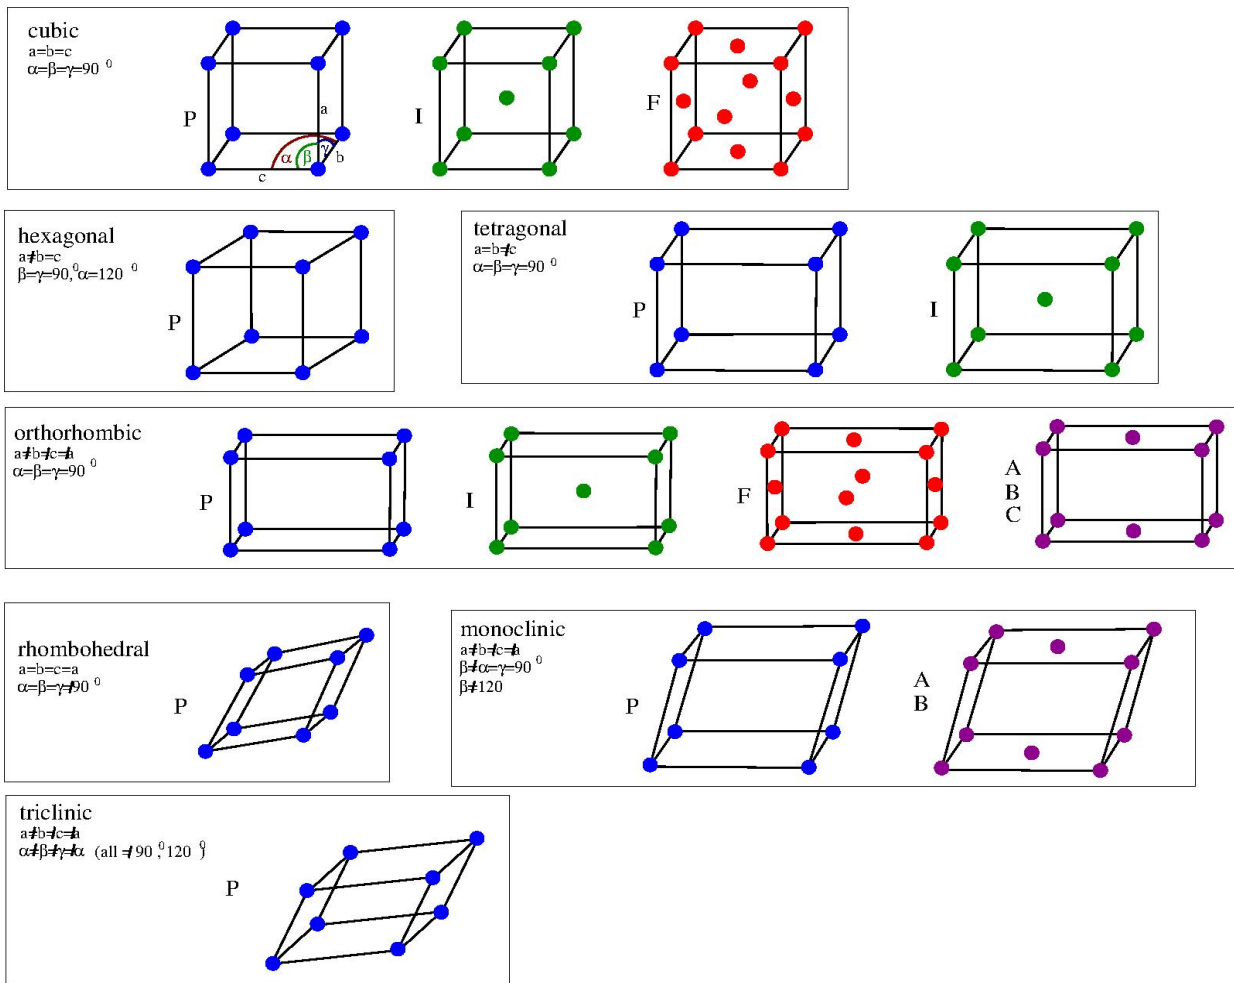 cubic
a=b=c
α=β=γ=90 0
P
a
α
β
γ
b
c
I
F
hexagonal
a≠b=c
β=γ=90,0 α=120 0
P
tetragonal
a=b≠c
α=β=γ=90 0
P
I
orthorhombic
a≠b≠c≠a
α=β=γ=90 0
P
I
F
A
B
C
rhombohedral
a=b=c=a
α=β=γ≠90 0
P
monoclinic
a≠b≠c≠a
β≠α=γ=90 0
β≠120
P
A
B
triclinic
a≠b≠c≠a
α≠β≠γ≠α (all ≠ 90 0, 120 0)
P